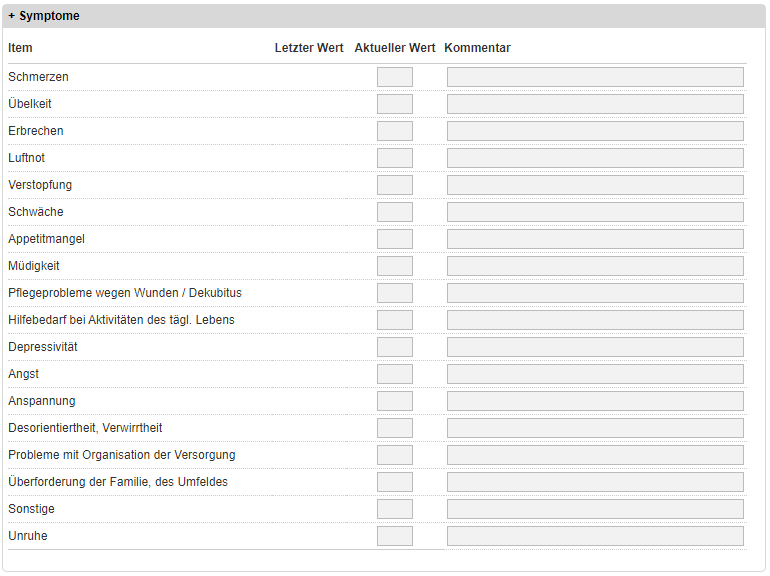 + Symptome
Item Letzter Wert Aktueller Wert Kommentar
Schmerzen
Übelkeit
Erbrechen
Luftnot
Verstopfung
Schwäche
Appetitmangel
Müdigkeit
Pflegeprobleme wegen Wunden / Dekubitus
Hilfebedarf bei Aktivitäten des tägl. Lebens
Depressivität
Angst
Anspannung
Desorientiertheit, Verwirrtheit
Probleme mit Organisation der Versorgung
Überforderung der Familie, des Umfeldes
Sonstige
Unruhe